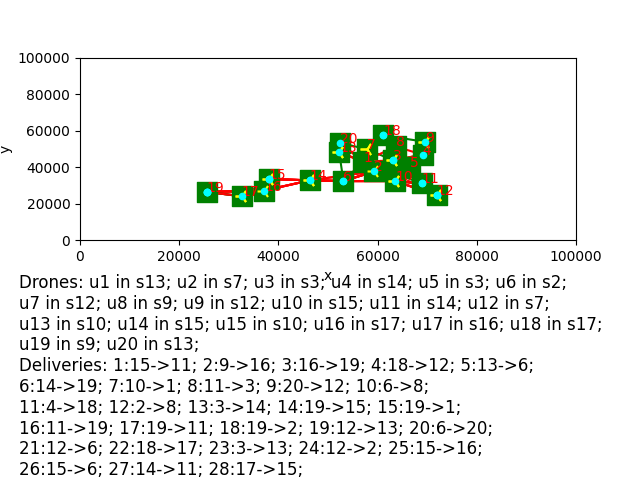 100000
80000
60000
40000
20000
0
y
0 20000 40000 60000 80000 100000
x
Drones: u1 in s13; u2 in s7; u3 in s3; u4 in s14; u5 in s3; u6 in s2;
u7 in s12; u8 in s9; u9 in s12; u10 in s15; u11 in s14; u12 in s7;
u13 in s10; u14 in s15; u15 in s10; u16 in s17; u17 in s16; u18 in s17;
u19 in s9; u20 in s13;
Deliveries: 1:15->11; 2:9->16; 3:16->19; 4:18->12; 5:13->6;
6:14->19; 7:10->1; 8:11->3; 9:20->12; 10:6->8;
11:4->18; 12:2->8; 13:3->14; 14:19->15; 15:19->1;
16:11->19; 17:19->11; 18:19->2; 19:12->13; 20:6->20;
21:12->6; 22:18->17; 23:3->13; 24:12->2; 25:15->16;
26:15->6; 27:14->11; 28:17->15;